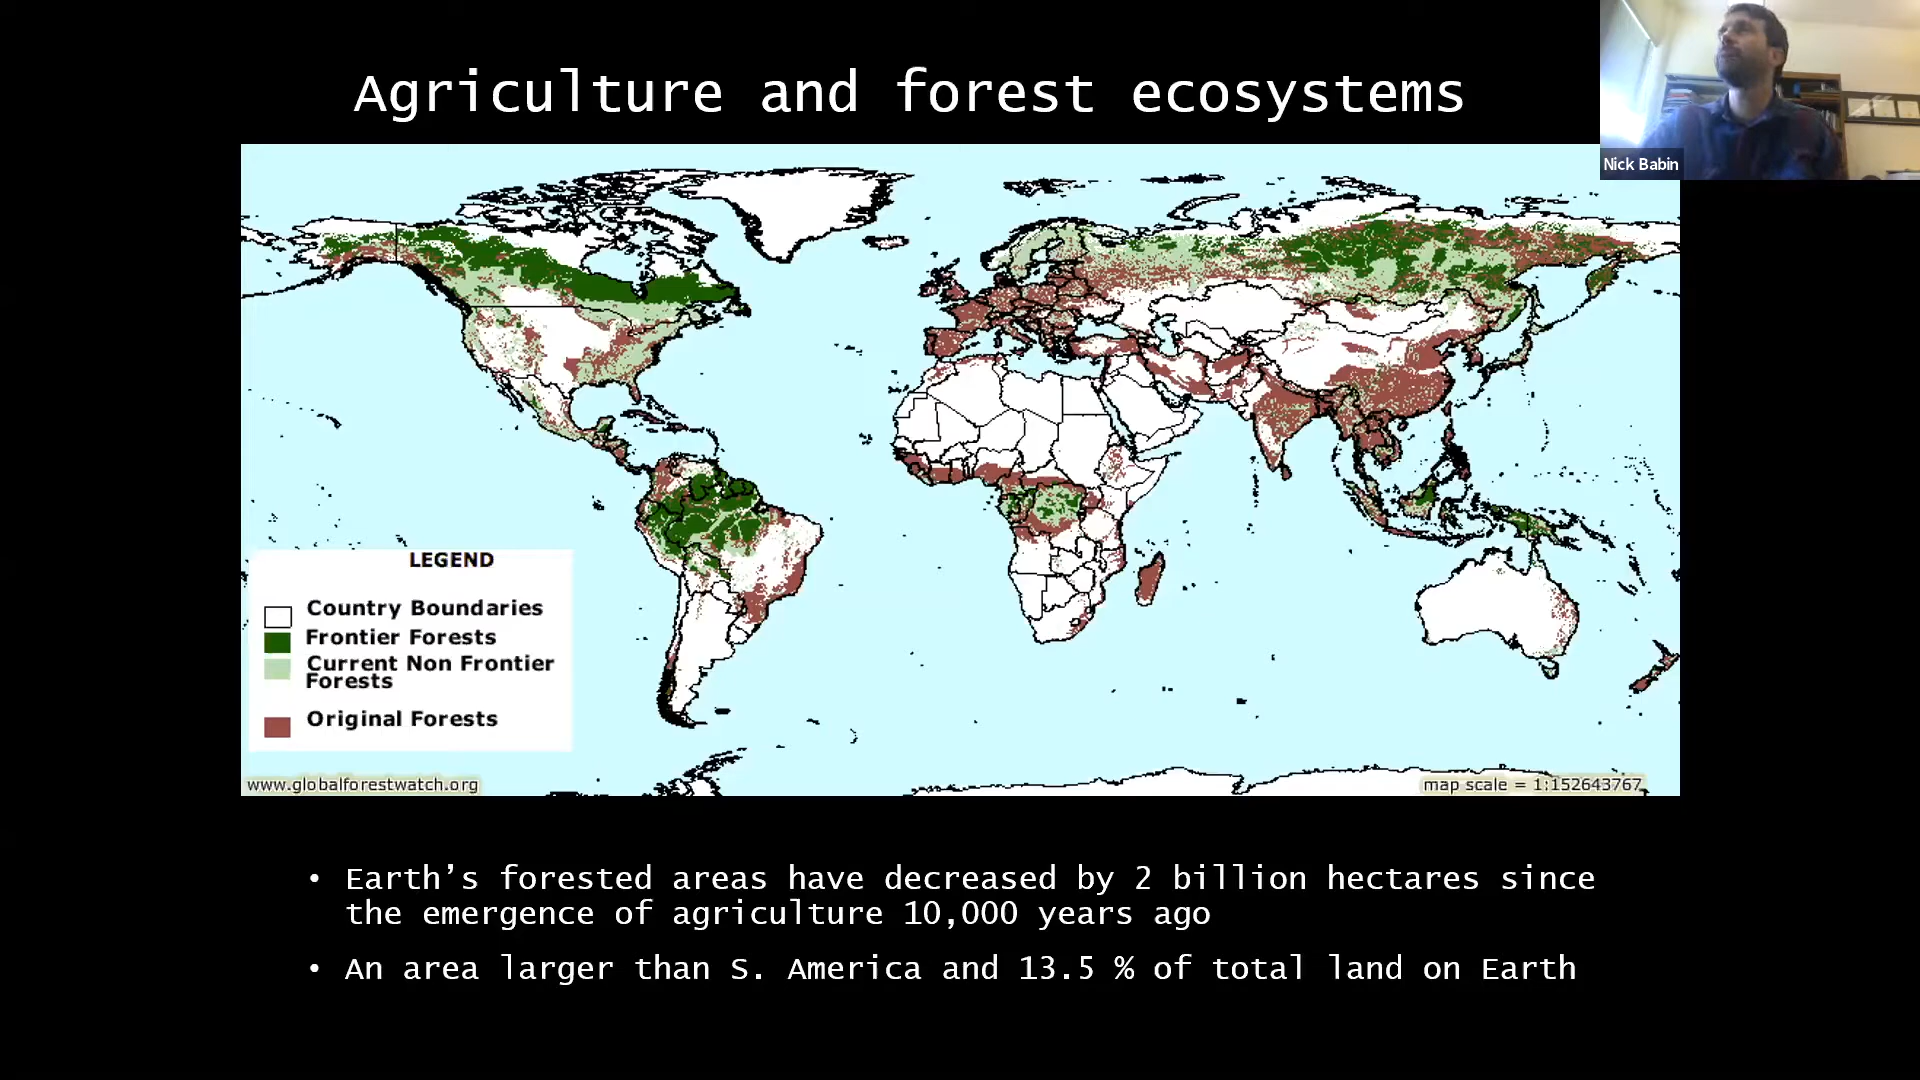 Agriculture and forest ecosystems
Nick Babin
LEGEND
Country Boundaries
Frontier Forests
Current Non Frontier
Forests
Original Forests
www.globalforestwatch.org
map scale = 1:152643767
• Earth’s forested areas have decreased by 2 billion hectares since
the emergence of agriculture 10,000 years ago
• An area larger than S. America and 13.5 % of total land on Earth